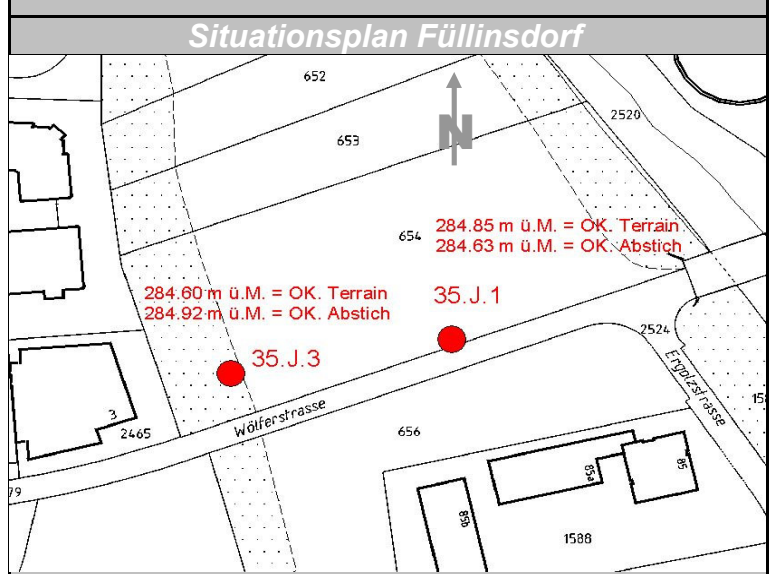 Situationsplan Füllinsdorf
652
2520
N
653
654
284.85 m ü.M. = OK. Terrain
284.63 m ü.M. = OK. Abstich
284.60 m ü.M. = OK. Terrain
284.92 m ü.M. = OK. Abstich
35.J.1
35.J.3
2524
Ergolzstrasse
158
3
2465
Wölferstrasse
656
85a
85
79
85b
1588